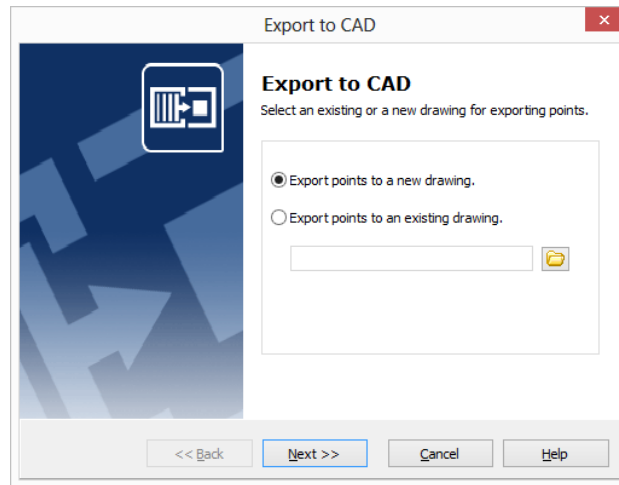 Export to CAD
Export to CAD
Select an existing or a new drawing for exporting points.
Export points to a new drawing.
Export points to an existing drawing.
<< Back Next >> Cancel Help